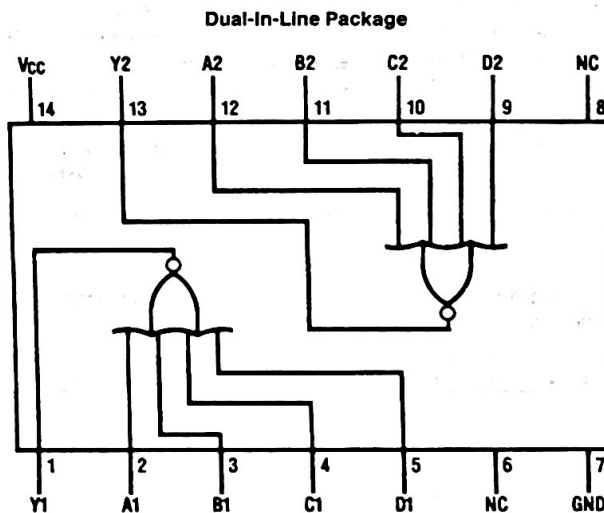 Dual-In-Line Package
VCC Y2 A2 B2 C2 D2 NC
14 13 12 11 10 9 8
1 2 3 4 5 6 7
Y1 A1 B1 C1 D1 NC GND